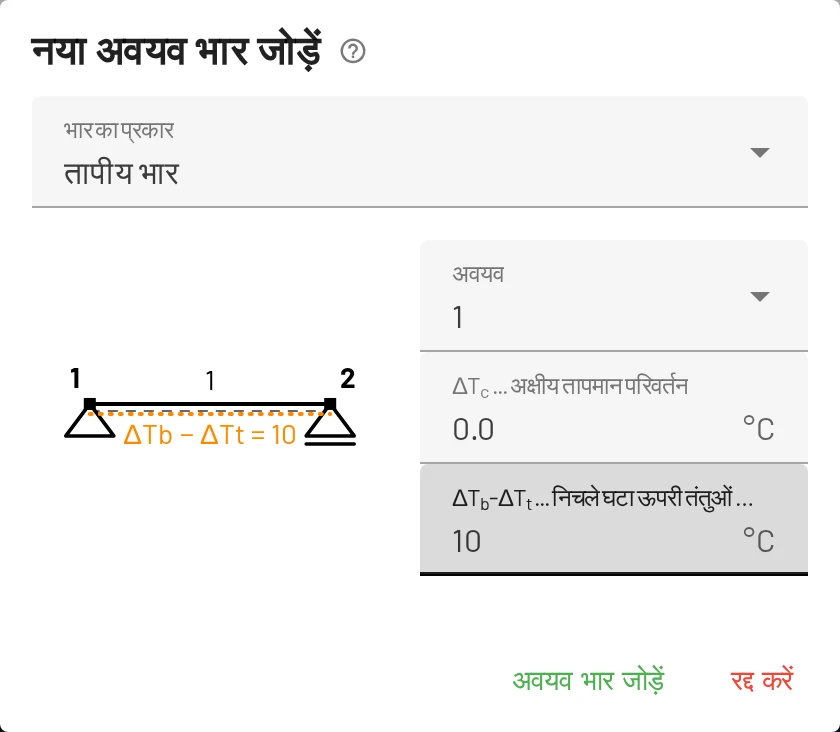 नया अवयव भार जोड़ें ?
भार का प्रकार
तापीय भार
अवयव
1
ΔTc ... अक्षीय तापमान परिवर्तन
0.0 °C
ΔTb-ΔTt ... निचले घटा ऊपरी तंतुओं ...
10 °C
1 1 2
ΔTb – ΔTt = 10
अवयव भार जोड़ें रद्द करें